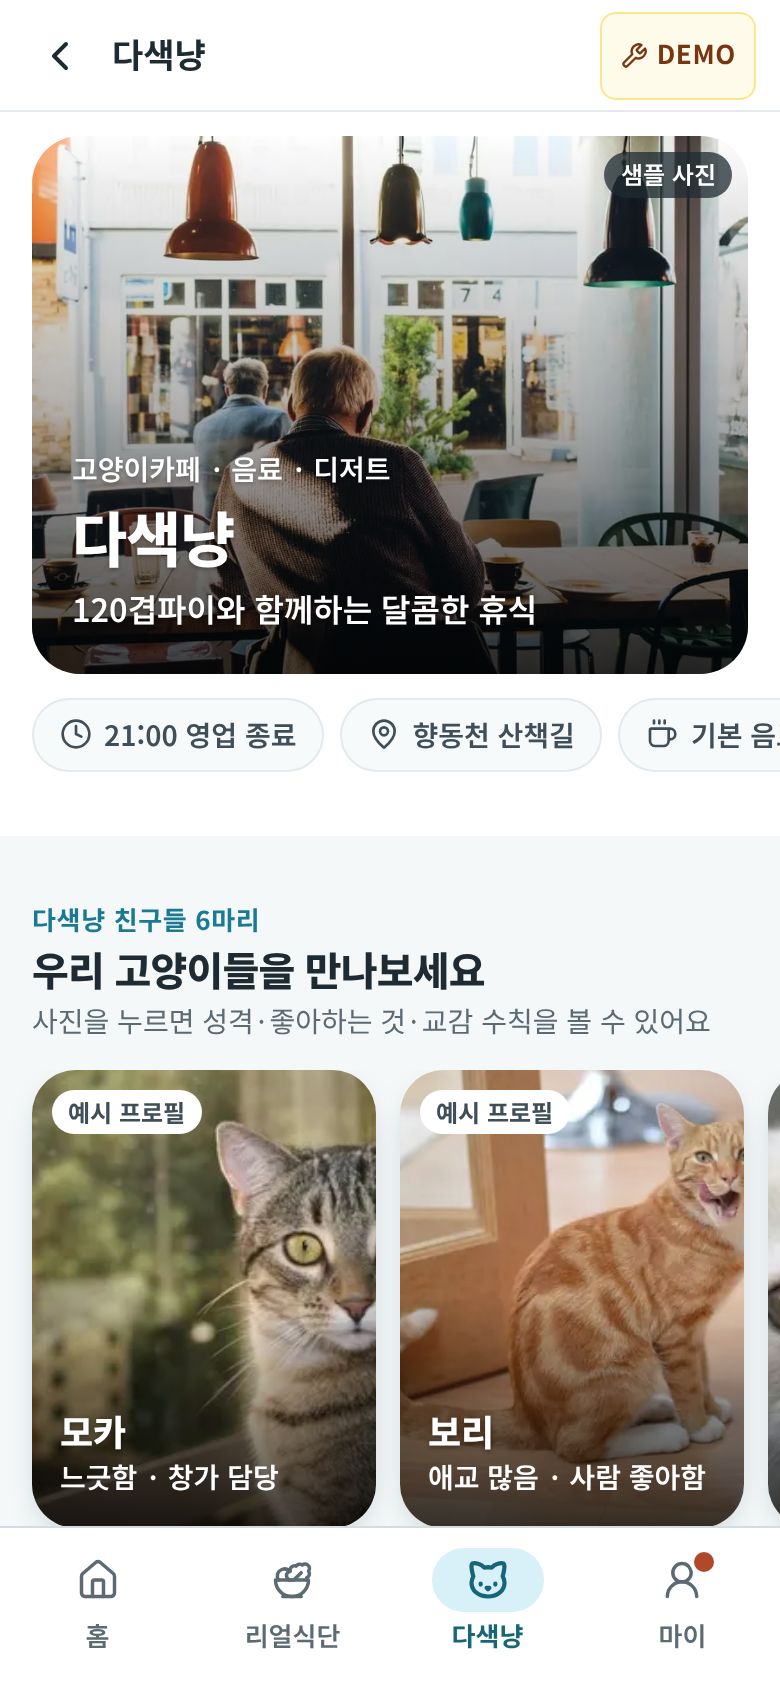 다색냥
DEMO
샘플 사진
7 4
고양이카페 · 음료 · 디저트
다색냥
120겹파이와 함께하는 달콤한 휴식
21:00 영업 종료
향동천 산책길
기본 음
다색냥 친구들 6마리
우리 고양이들을 만나보세요
사진을 누르면 성격·좋아하는 것·교감 수칙을 볼 수 있어요
예시 프로필
모카
느긋함 · 창가 담당
예시 프로필
보리
애교 많음 · 사람 좋아함
홈
리얼식단
다색냥
마이